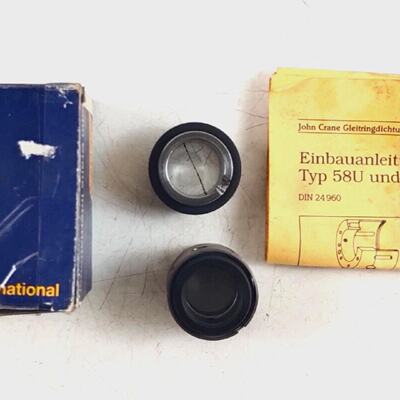 national
John Crane Gleitringdichtu
Einbauanleit
Typ 58U und
DIN 24960